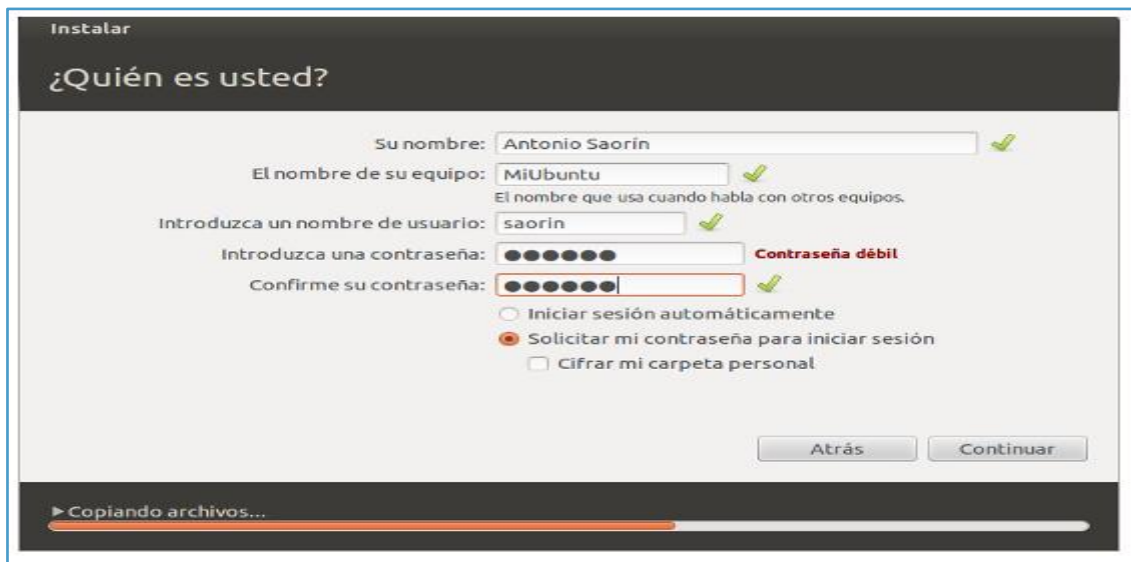 Instalar
¿Quién es usted?
Su nombre: Antonio Saorín
El nombre de su equipo: MiUbuntu
El nombre que usa cuando habla con otros equipos.
Introduzca un nombre de usuario: saorin
Introduzca una contraseña: ●●●●●● Contraseña débil
Confirme su contraseña: ●●●●●●
Iniciar sesión automáticamente
Solicitar mi contraseña para iniciar sesión
Cifrar mi carpeta personal
Atrás Continuar
Copiando archivos...